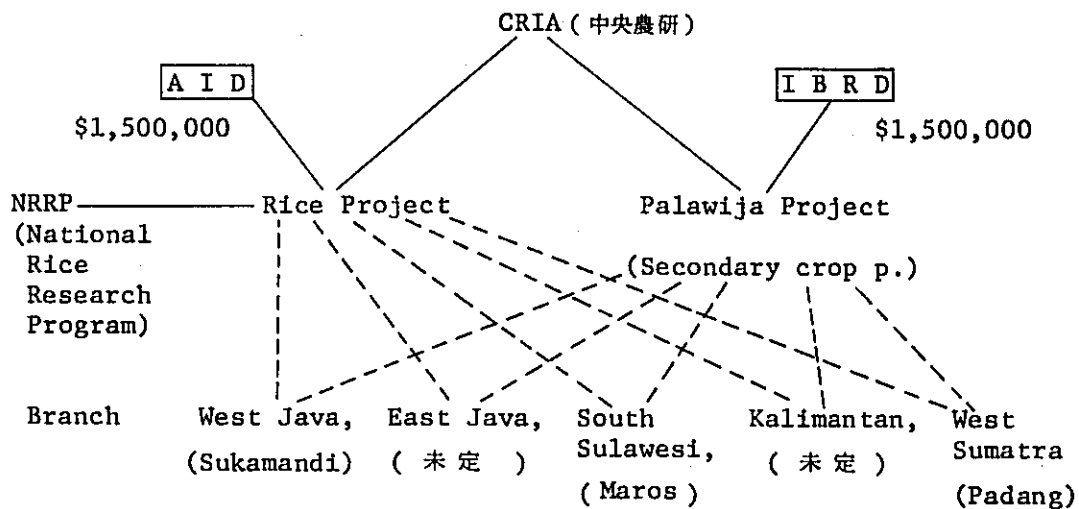 CRIA (中央農研)
A I D
I B R D
$1,500,000
$1,500,000
NRRP
Rice Project
Palawija Project
(National
Rice
Research
Program)
(Secondary crop p.)
Branch
West Java,
(Sukamandi)
East Java,
(未定)
South
Sulawesi,
(Maros)
Kalimantan,
(未定)
West
Sumatra
(Padang)